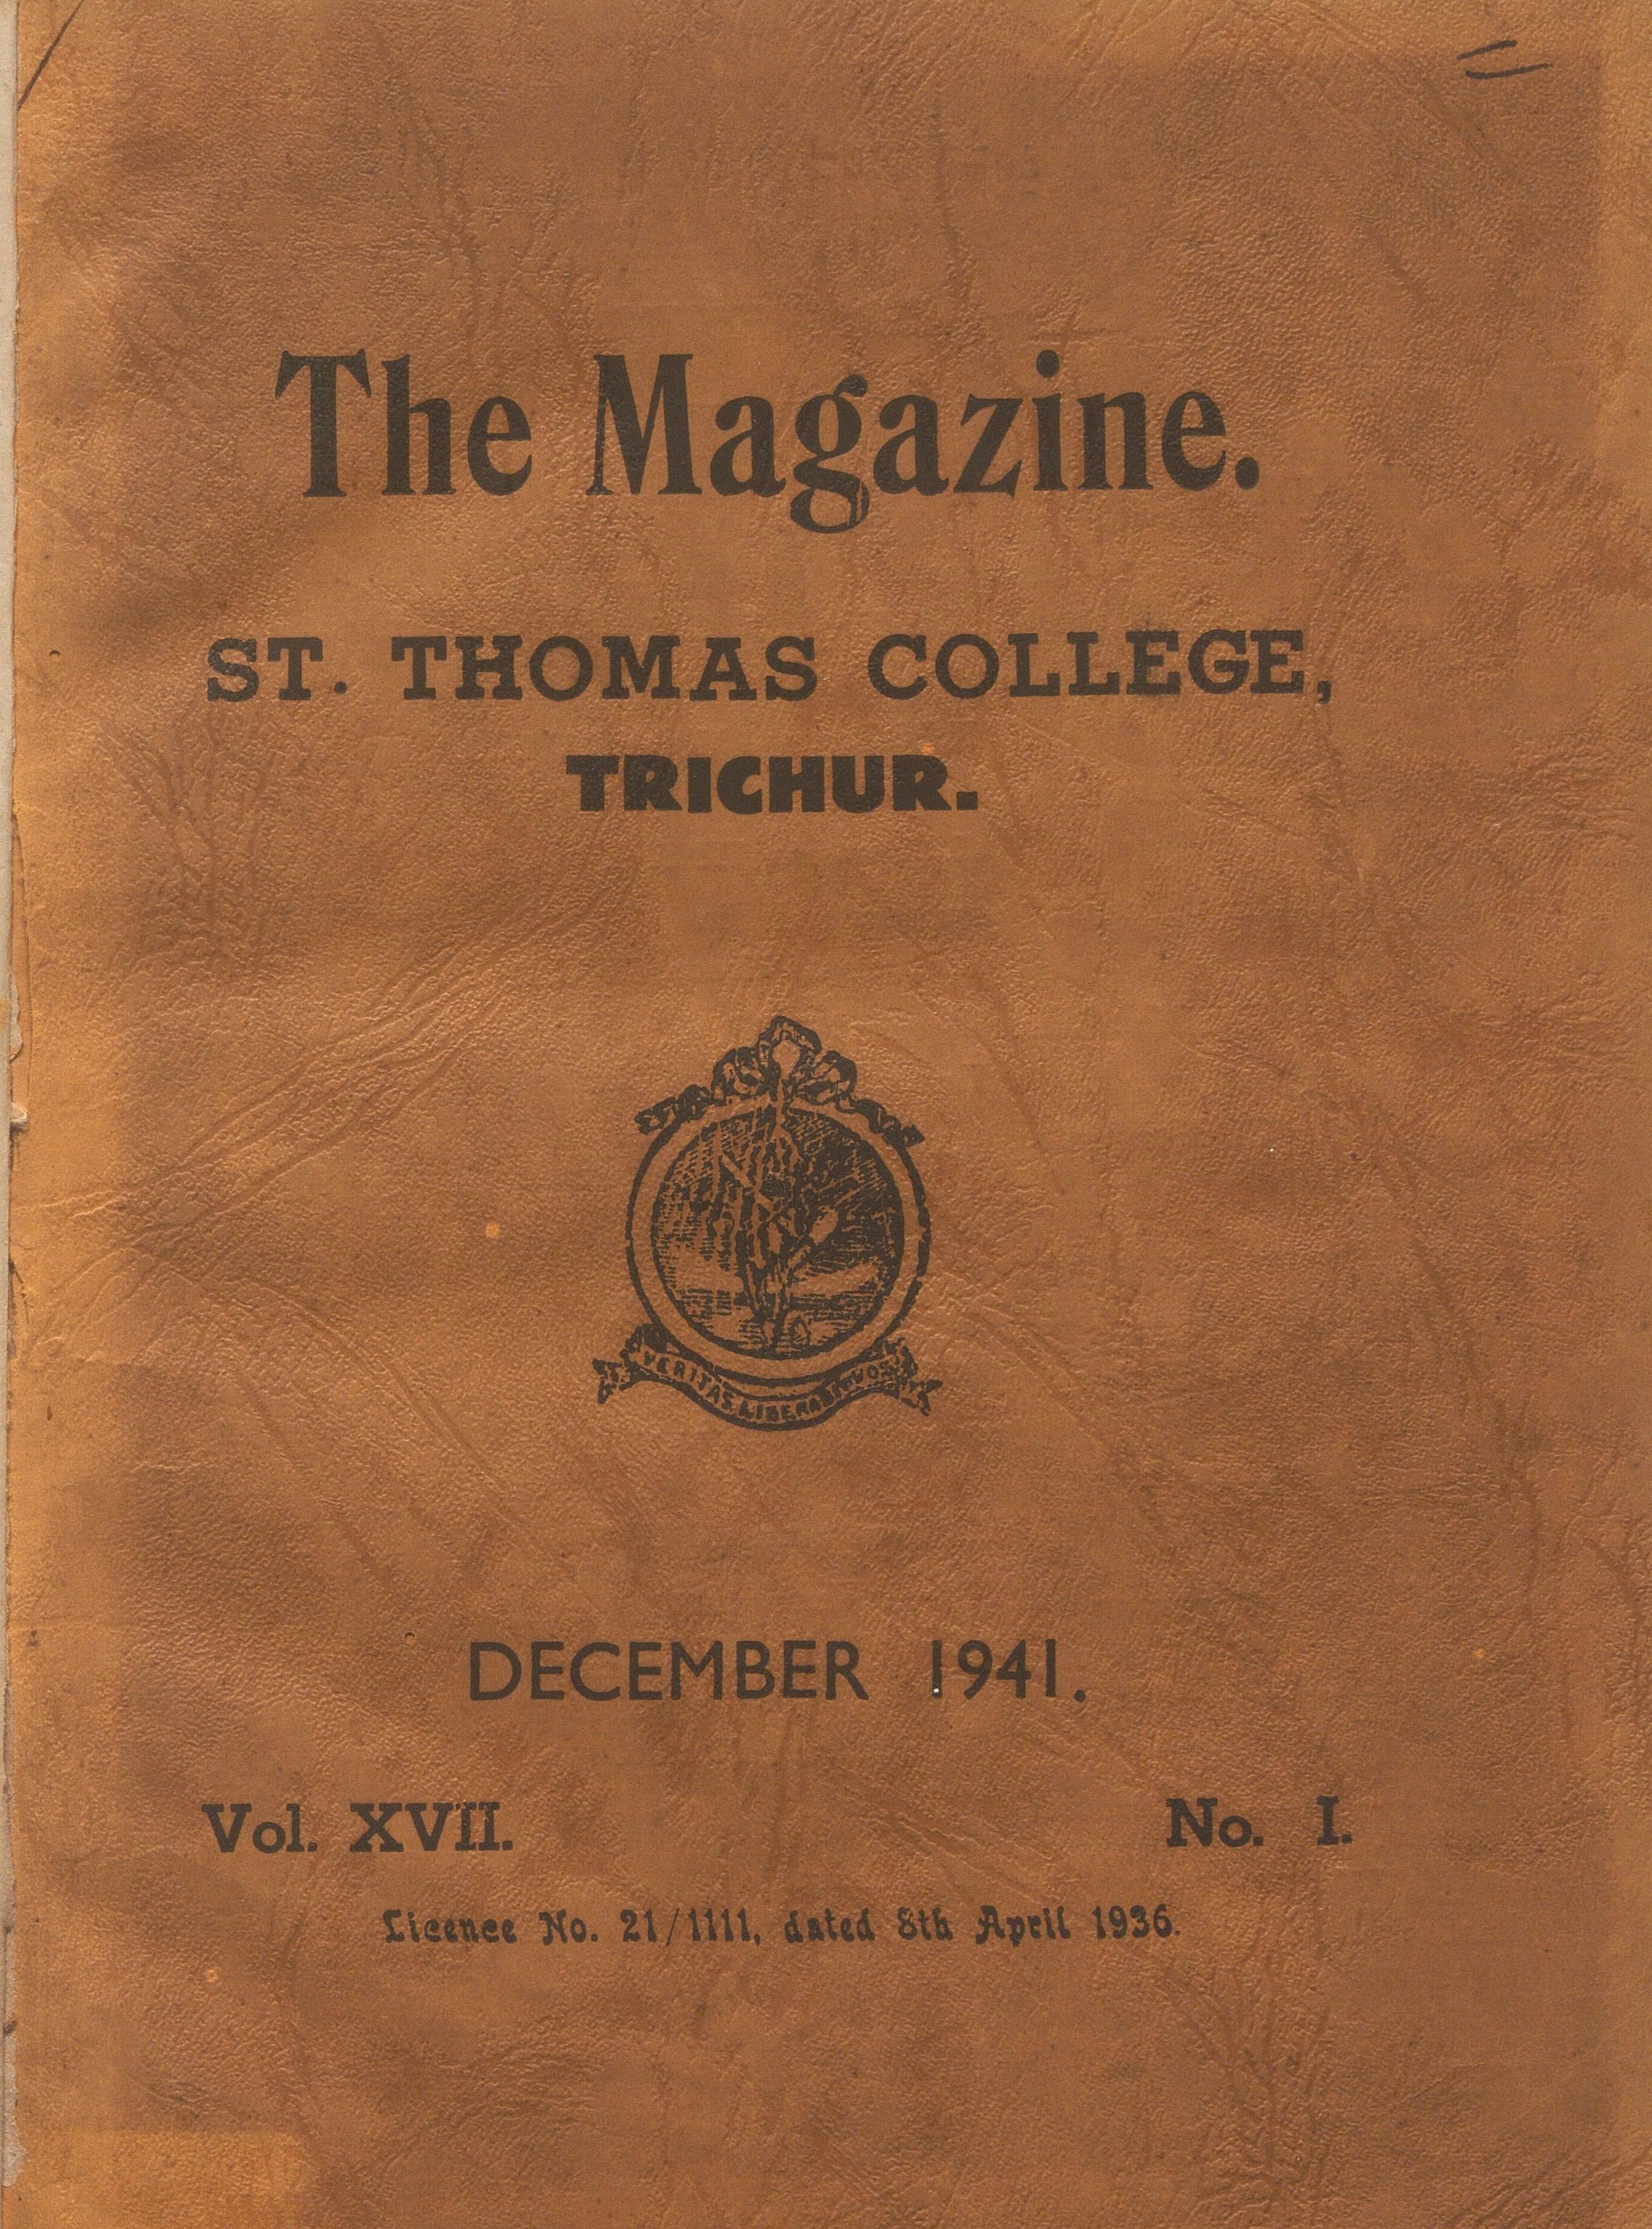 The Magazine.
ST. THOMAS COLLEGE,
TRICHUR.
VERITAS LIBERABIT VOS
DECEMBER 1941.
Vol. XVII. No. I.
Licence No. 21/1111, dated 8th April 1936.